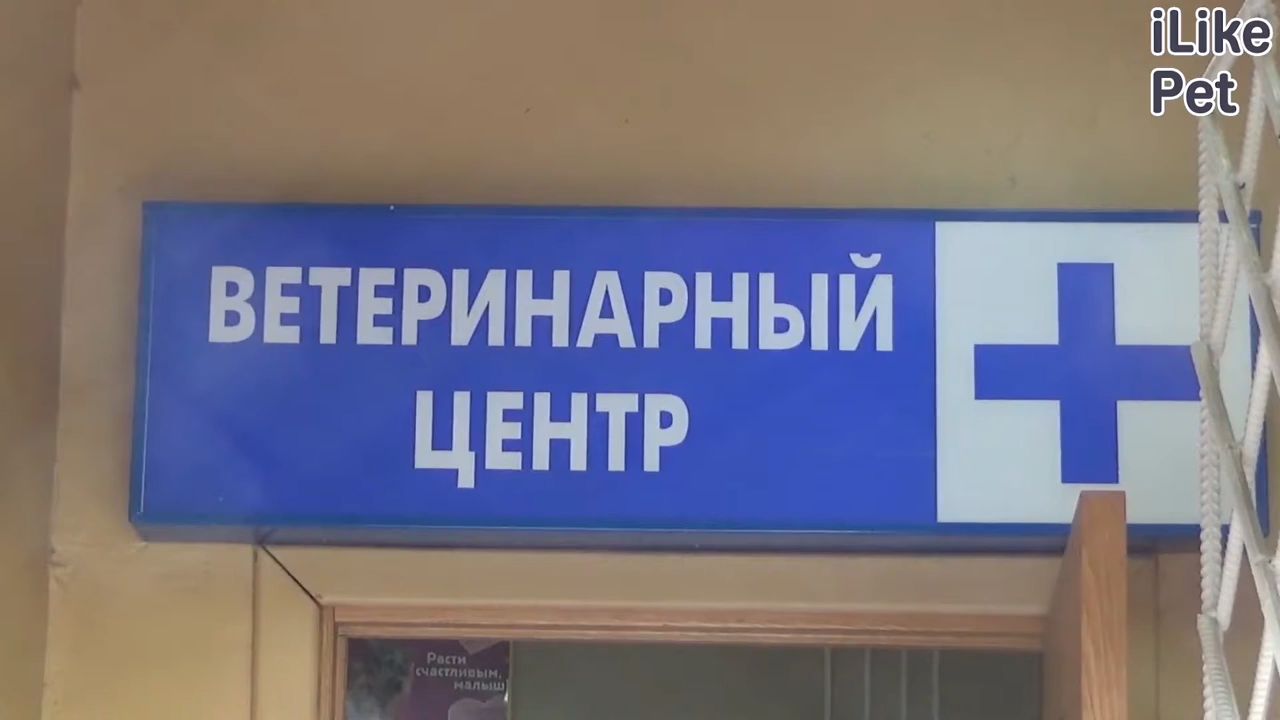 iLike
Pet
ВЕТЕРИНАРНЫЙ
ЦЕНТР
Расти
счастливым,
малыш